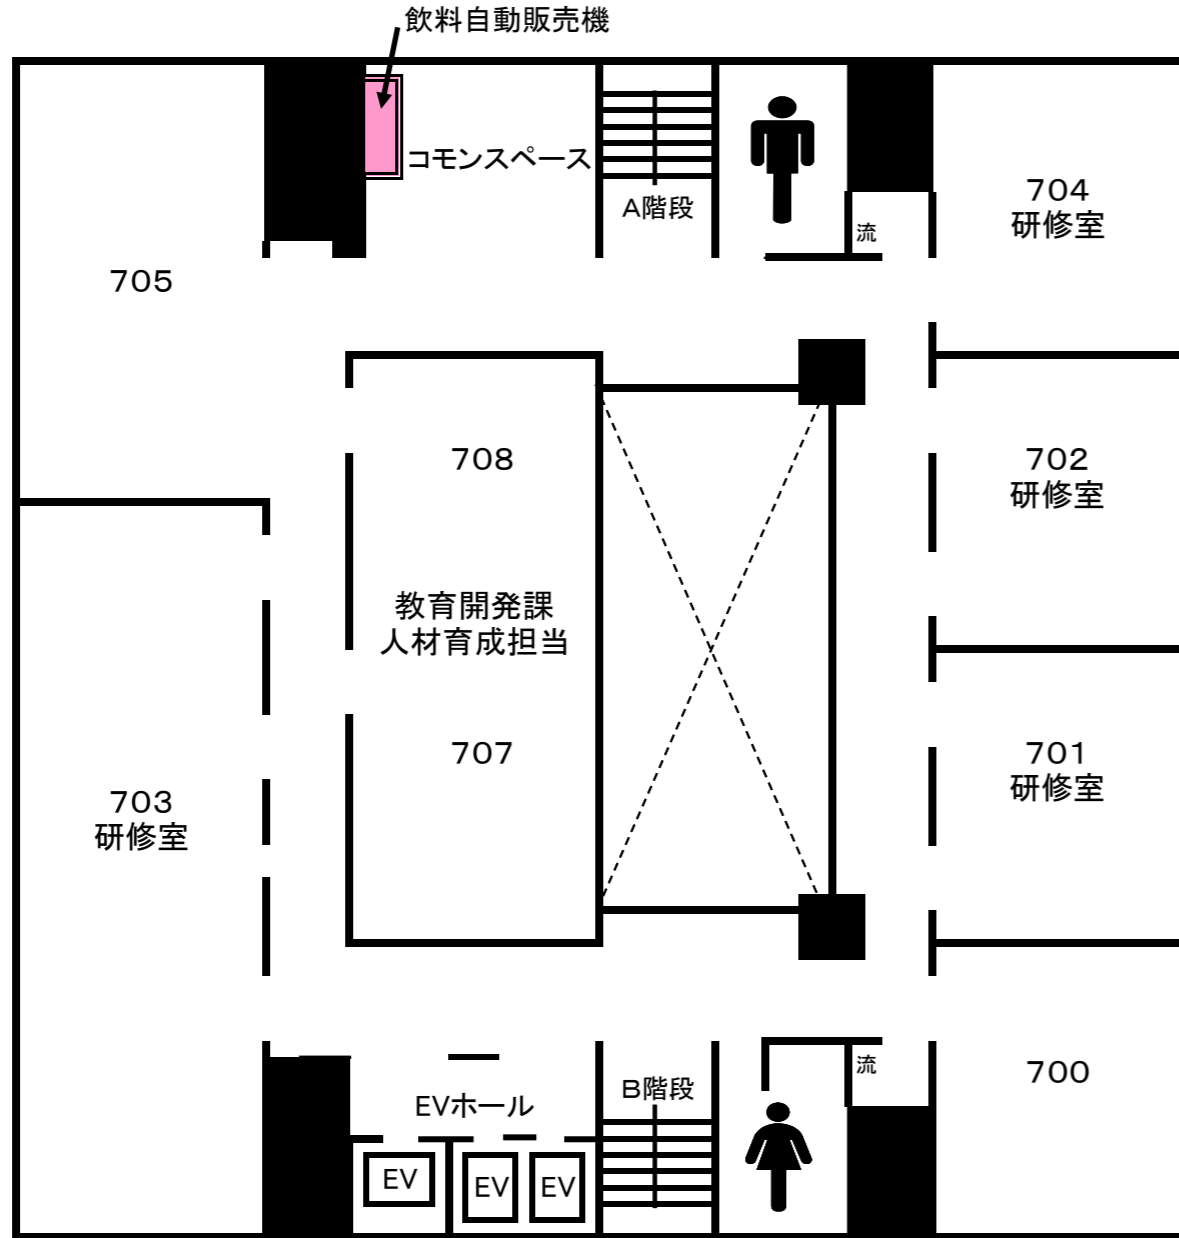 飲料自動販売機
コモンスペース
A階段
流
704
研修室
705
708
702
研修室
教育開発課
人材育成担当
707
701
研修室
703
研修室
700
流
B階段
EVホール
EV
EV
EV